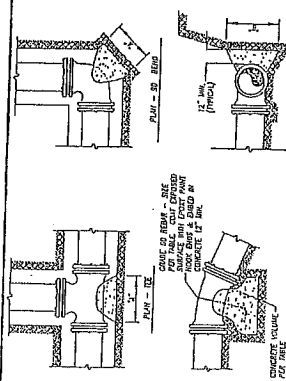 "A"
PLAN - 90 BEND
12" MIN.
(TYPICAL)
"B"
"A"
PLAN - TEE
GRADE 60 REBAR - SIZE
PER TABLE. COAT EXPOSED
SURFACE WITH EPOXY PAINT
HOOK ENDS & EMBED IN
CONCRETE 12" MIN.
CONCRETE VOLUME
PER TABLE